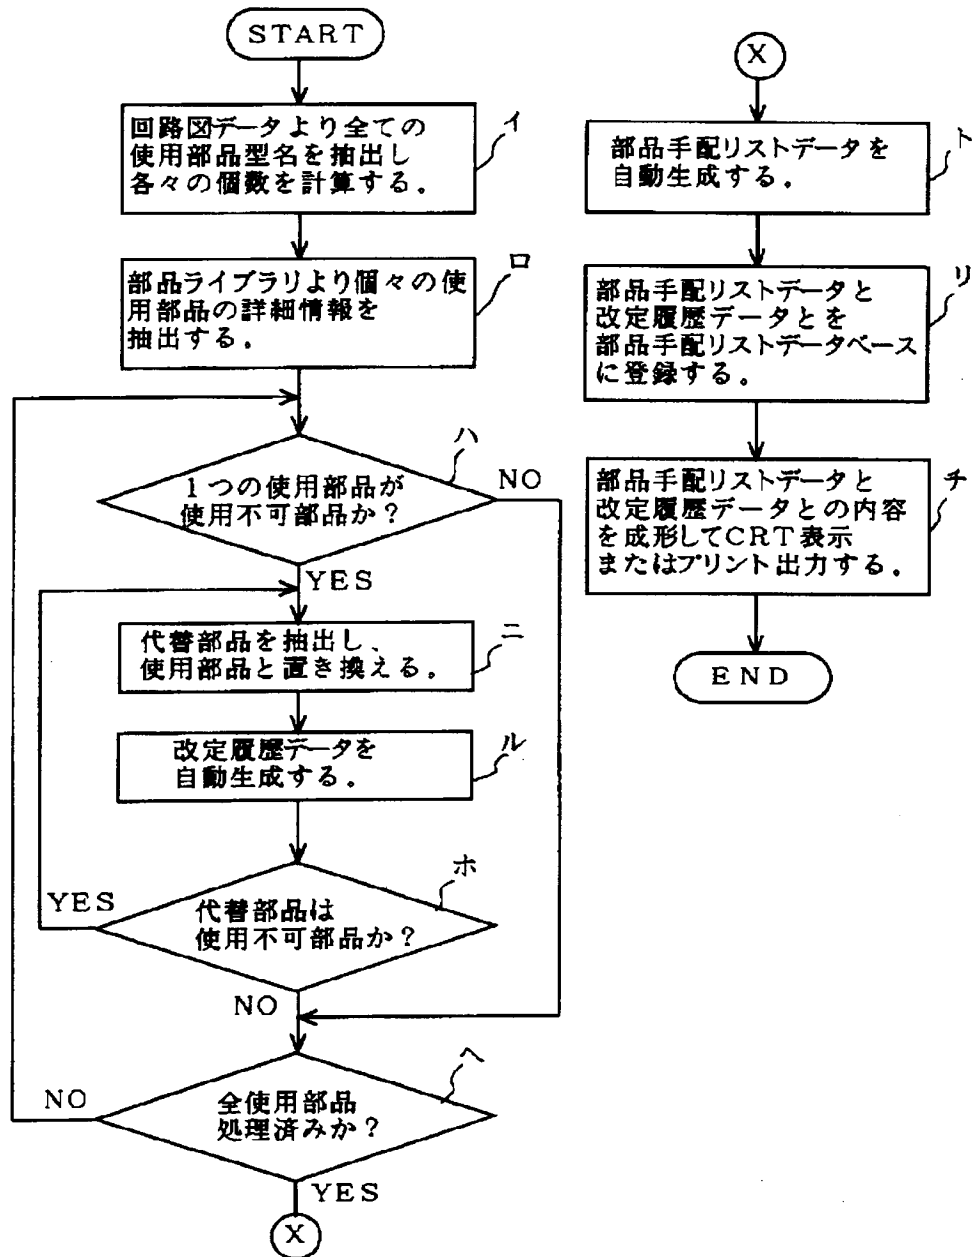 START
回路図データより全ての
使用部品型名を抽出し
各々の個数を計算する.
イ
部品ライブラリより個々の使
用部品の詳細情報を
抽出する.
ロ
1つの使用部品が
使用不可部品か?
ハ
NO
YES
代替部品を抽出し、
使用部品と置き換える.
ニ
改定履歴データを
自動生成する.
ル
代替部品は
使用不可部品か?
ホ
YES
NO
全使用部品
処理済みか?
ヘ
NO
YES
X
X
部品手配リストデータを
自動生成する.
ト
部品手配リストデータと
改定履歴データとを
部品手配リストデータベース
に登録する.
リ
部品手配リストデータと
改定履歴データとの内容
を成形してCRT表示
またはプリント出力する.
チ
END